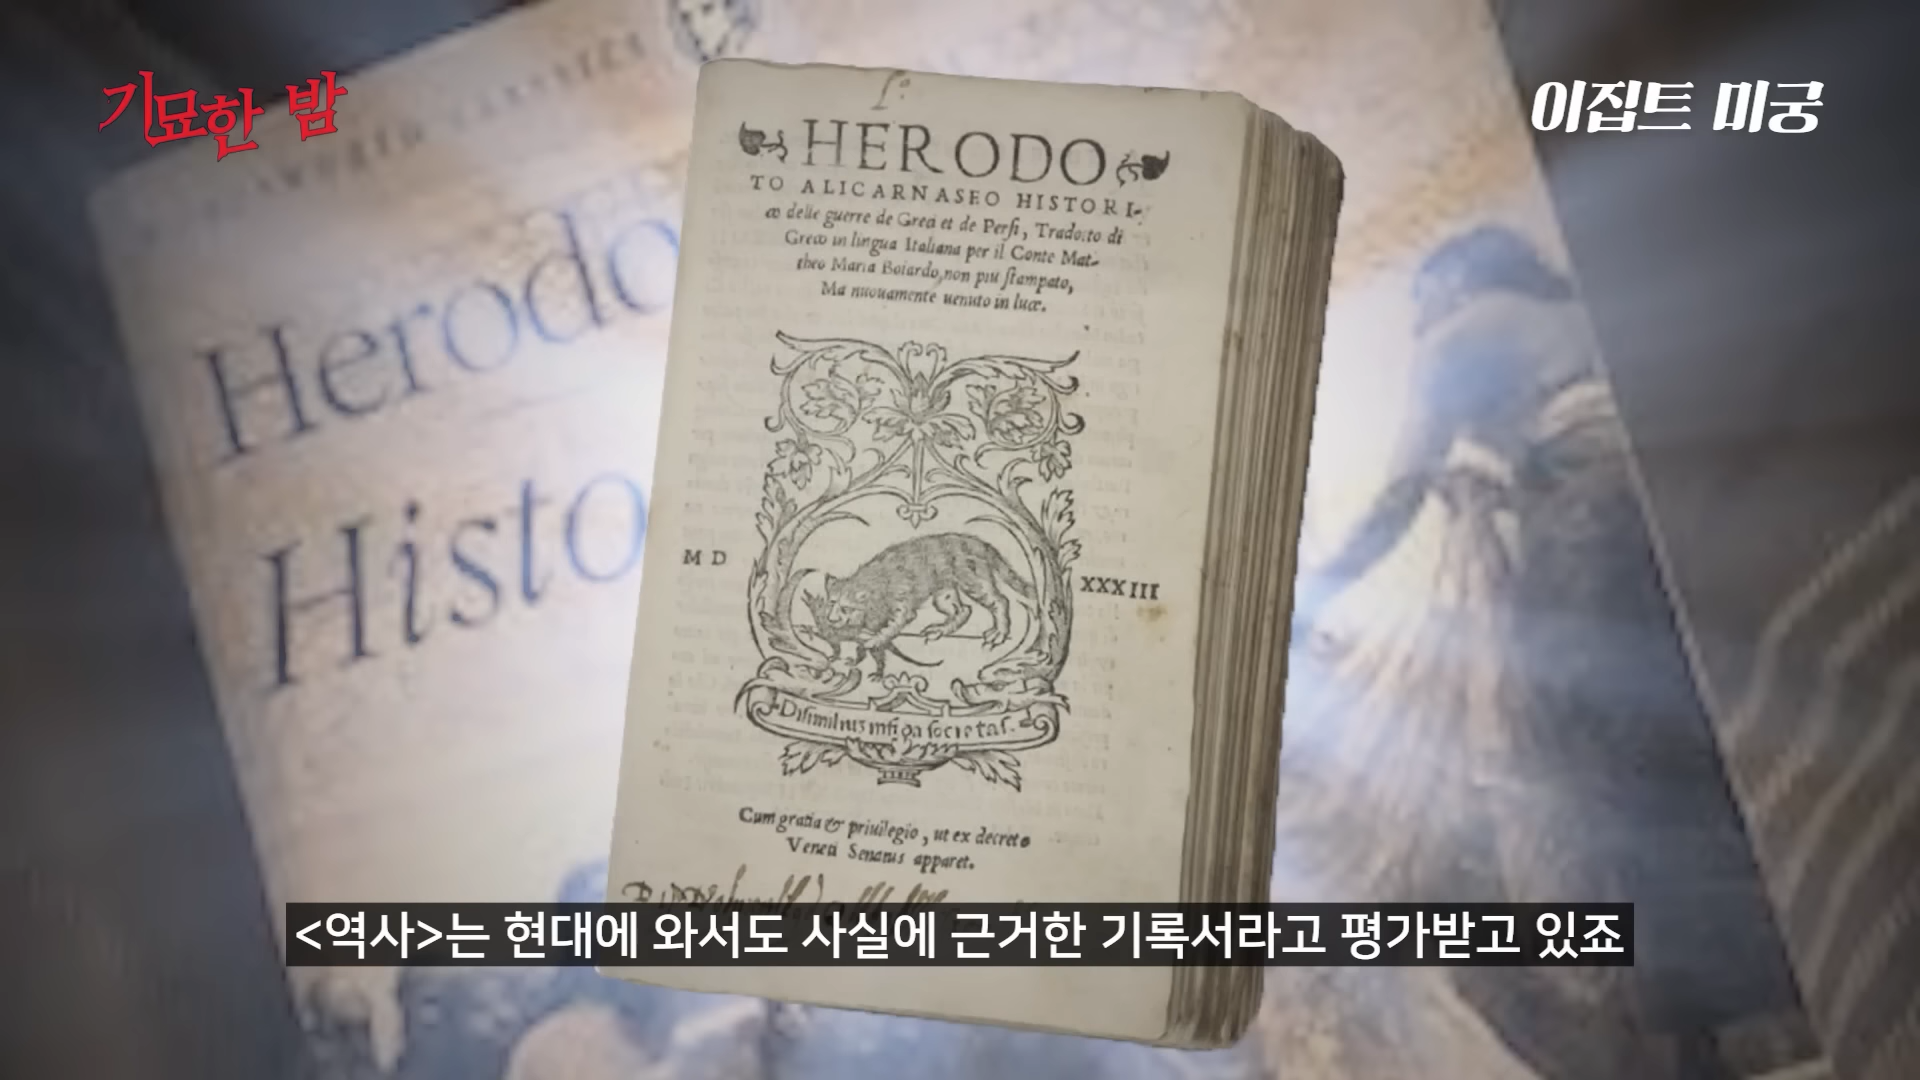 기묘한 밤
이집트 미궁
Herodo
Histo
HERODO
TO ALICARNASEO HISTORI-
co delle guerre de Greci et de Persi, Tradotto di
Greco in lingua Italiana per il Conte Mat-
theo Maria Boiardo, non piu stampato,
Ma nuouamente uenuto in luce.
M D
XXXIII
Disimilium infida societas.
Cum gratia & priuilegio, ut ex decreto
Veneti Senatus apparet.
<역사>는 현대에 와서도 사실에 근거한 기록서라고 평가받고 있죠